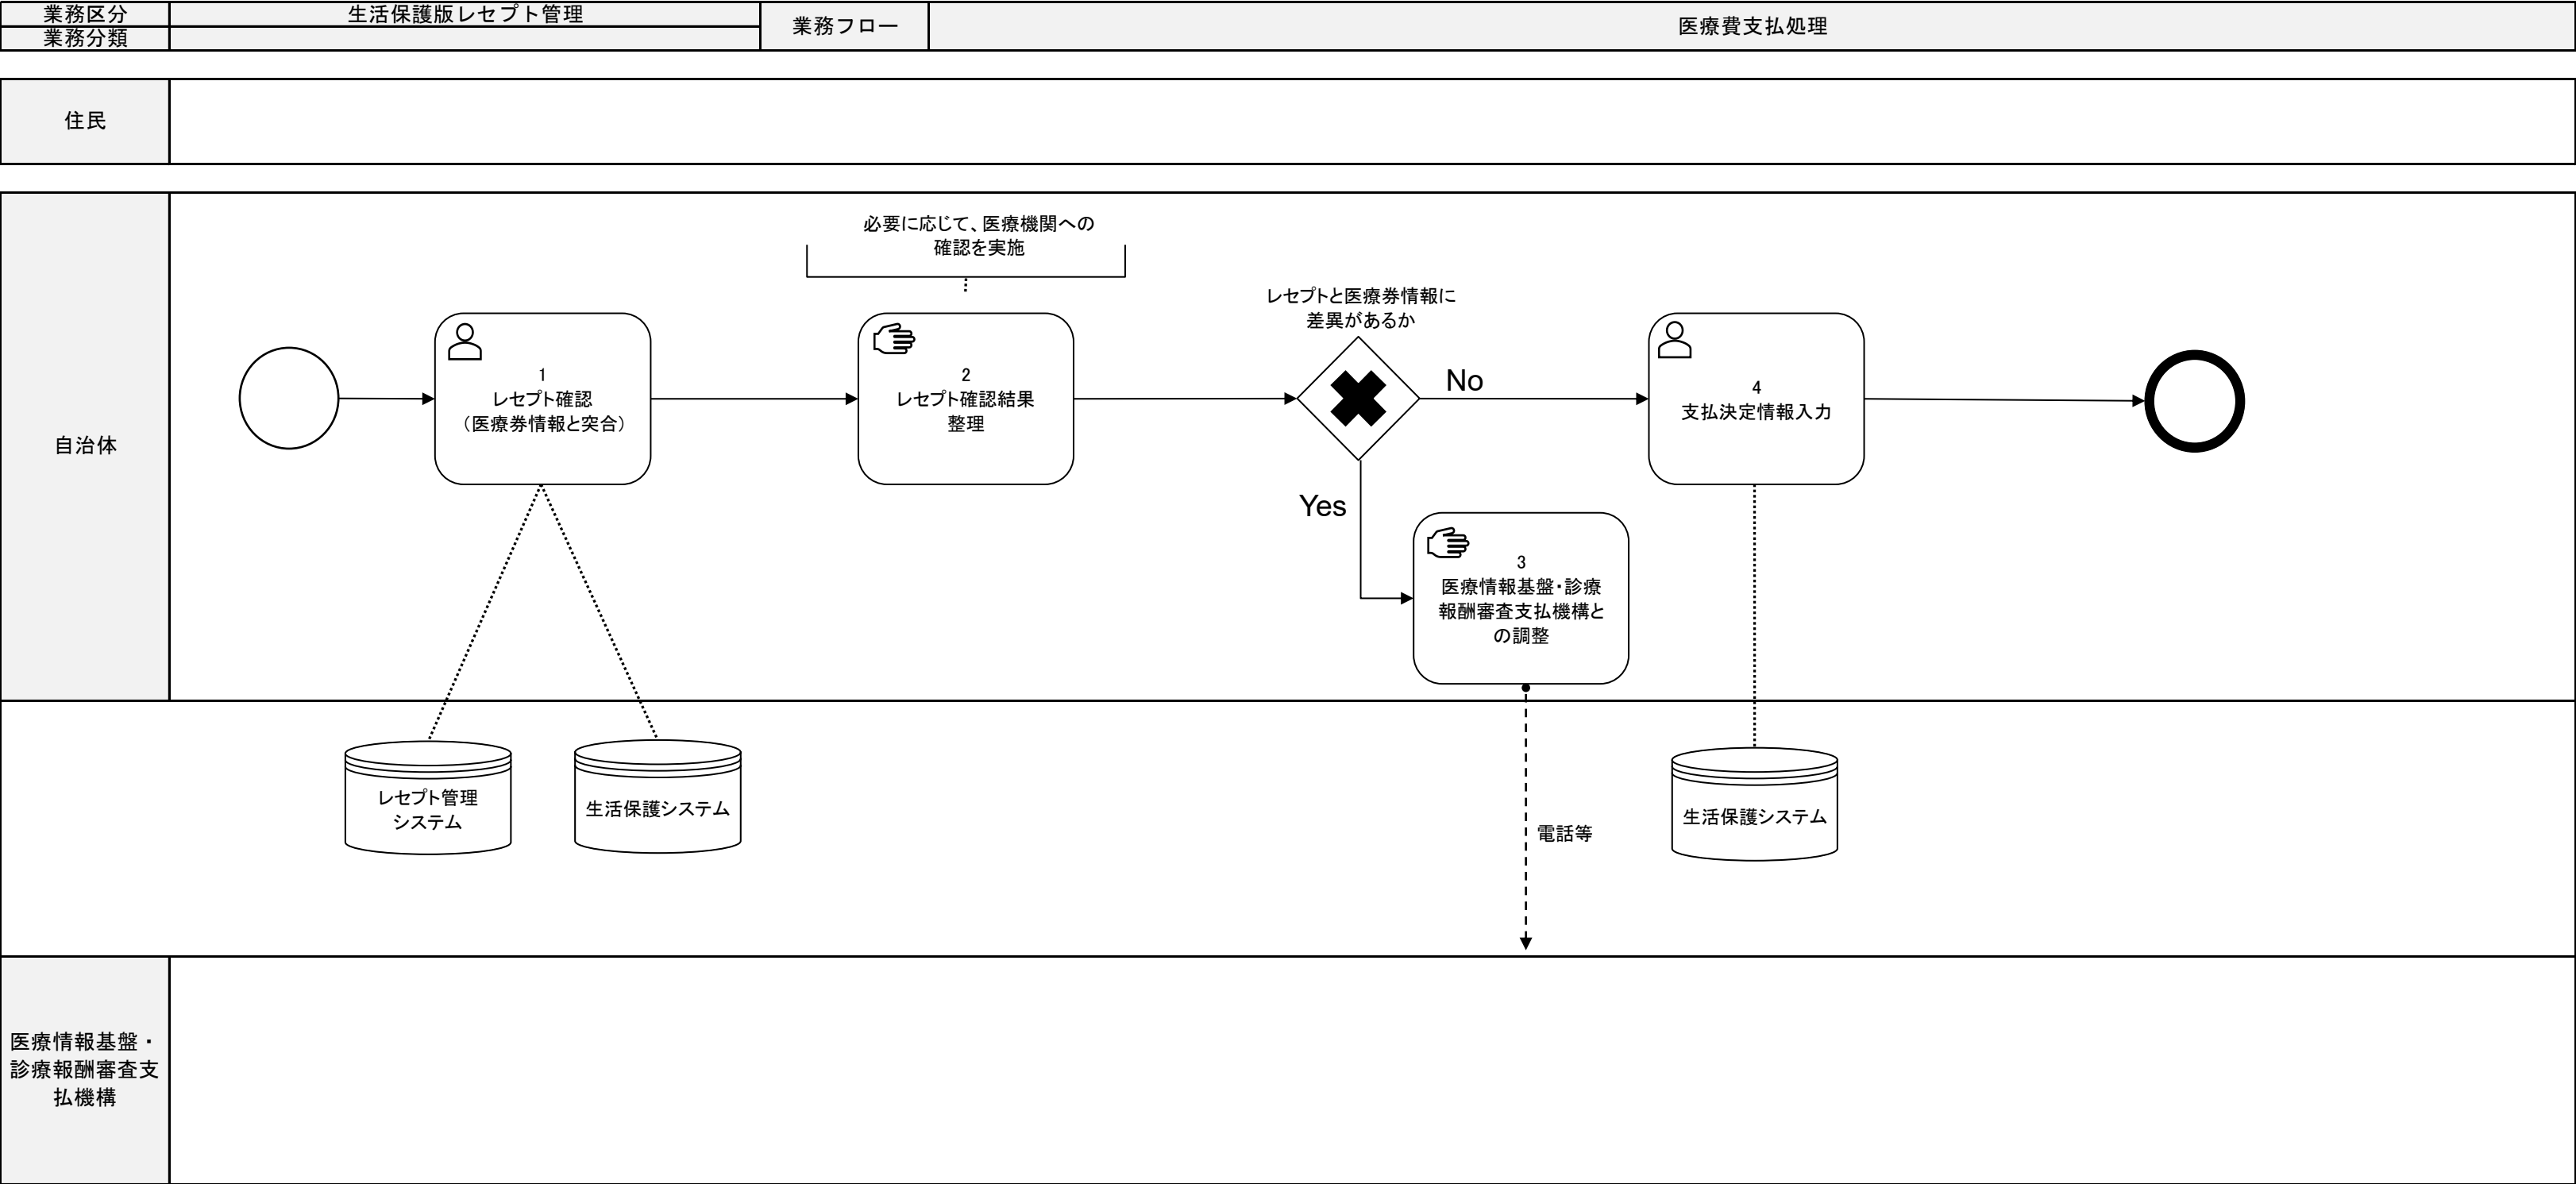 業務区分
生活保護版レセプト管理
業務分類
業務フロー
医療費支払処理
住民
自治体
必要に応じて、医療機関への
確認を実施
1
レセプト確認
（医療券情報と突合）
2
レセプト確認結果
整理
レセプトと医療券情報に
差異があるか
No
Yes
3
医療情報基盤・診療
報酬審査支払機構と
の調整
4
支払決定情報入力
レセプト管理
システム
生活保護システム
電話等
生活保護システム
医療情報基盤・
診療報酬審査支
払機構